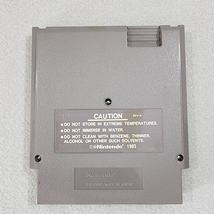 CAUTION
• DO NOT STORE IN EXTREME TEMPERATURES.
• DO NOT IMMERSE IN WATER.
• DO NOT CLEAN WITH BENZENE, THINNER,
ALCOHOL OR OTHER SUCH SOLVENTS.
©Nintendo 1985